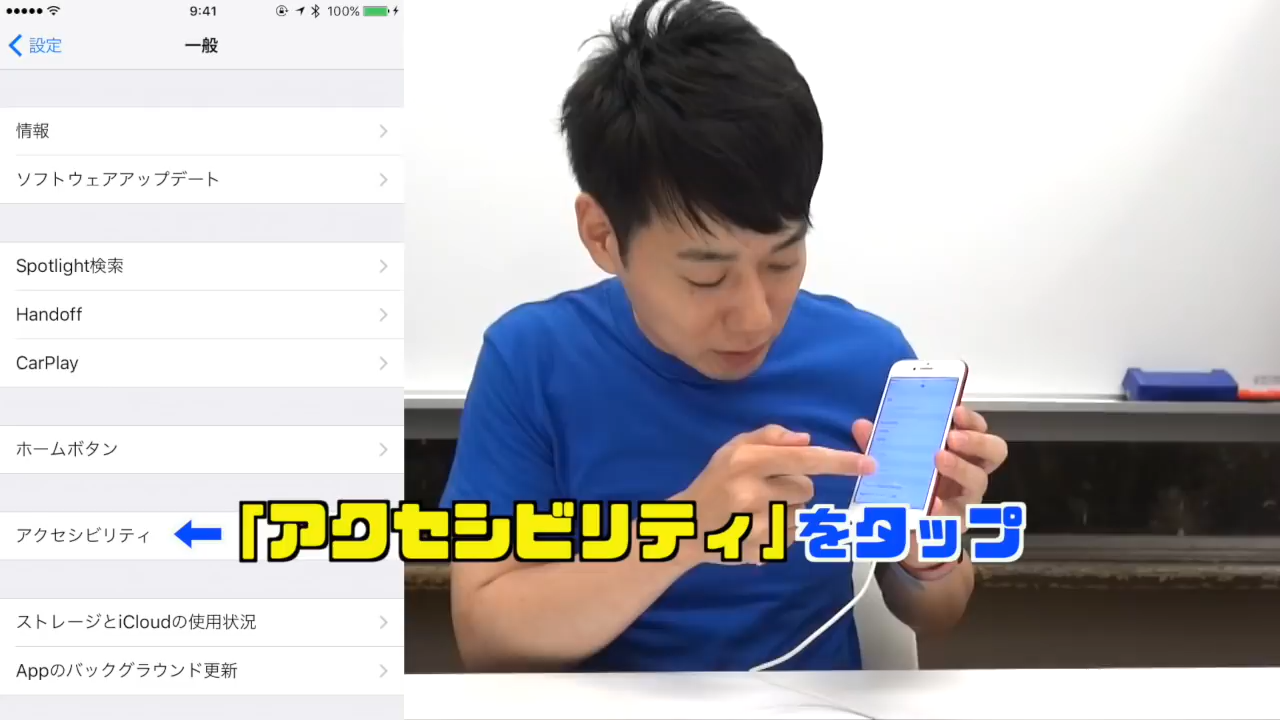 9:41
100%
設定
一般
情報
ソフトウェアアップデート
Spotlight検索
Handoff
CarPlay
ホームボタン
アクセシビリティ
「アクセシビリティ」をタップ
ストレージとiCloudの使用状況
Appのバックグラウンド更新